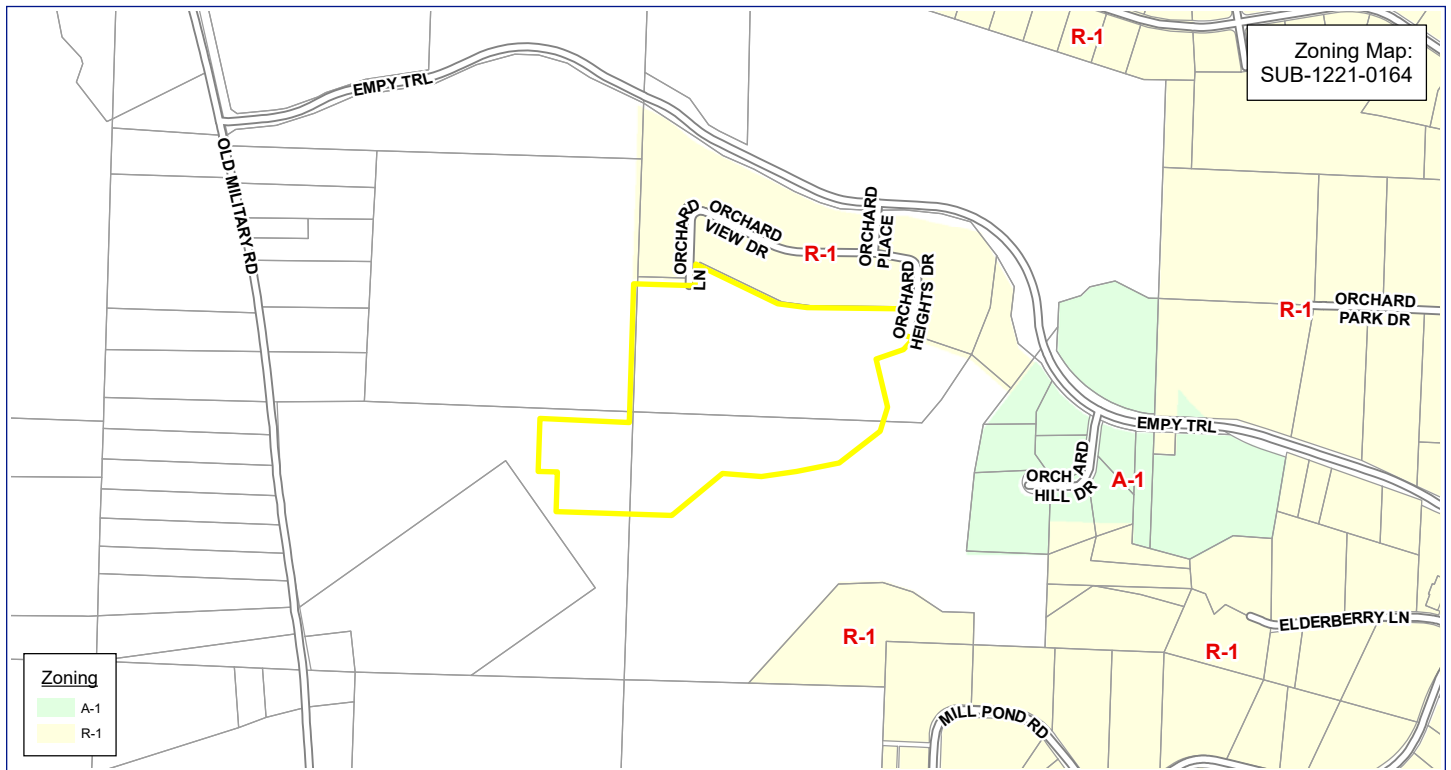 R-1
Zoning Map:
SUB-1221-0164
EMPY TRL
OLD MILITARY RD
ORCHARD
LN
ORCHARD
VIEW DR
R-1
ORCHARD
PLACE
ORCHARD
HEIGHTS DR
R-1
ORCHARD
PARK DR
EMPY TRL
ORCHARD
HILL DR
A-1
R-1
ELDERBERRY LN
R-1
MILL POND RD
Zoning
A-1
R-1